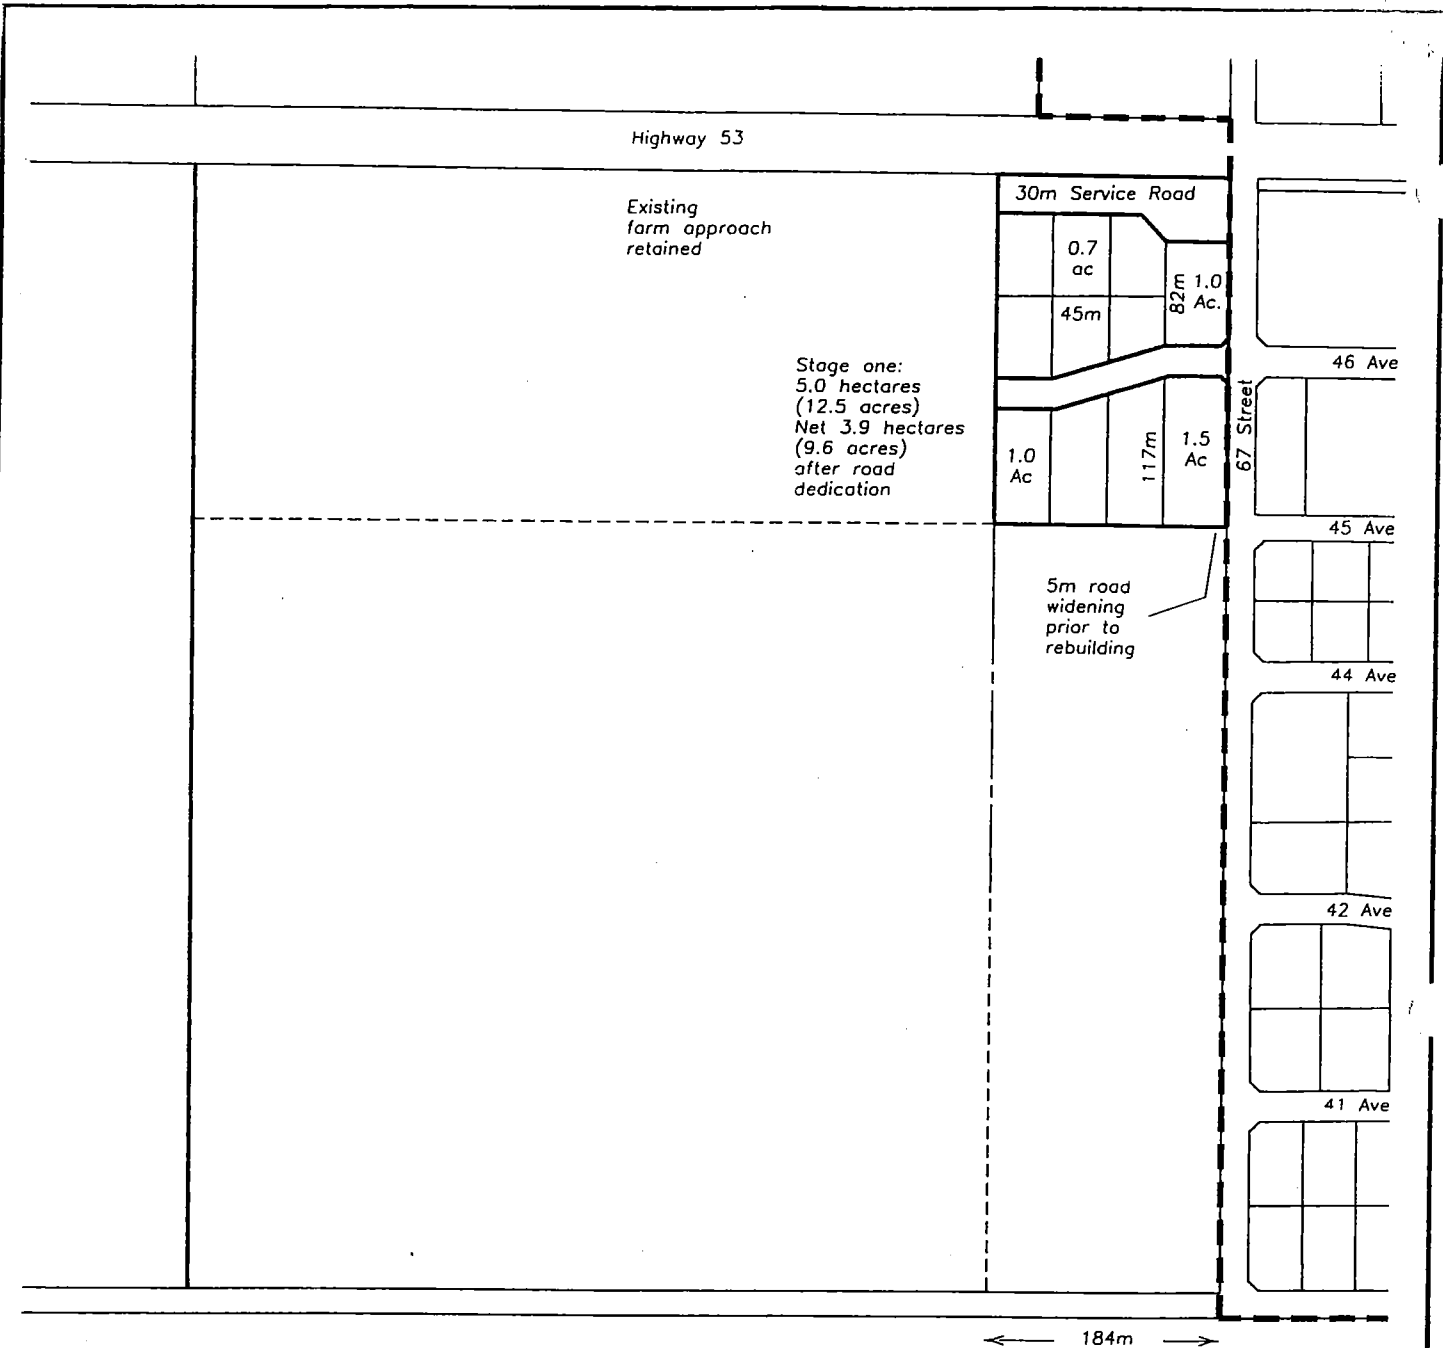 Highway 53
30m Service Road
Existing
farm approach
retained
0.7
ac
82m
1.0
Ac.
45m
46 Ave
Stage one:
5.0 hectares
(12.5 acres)
Net 3.9 hectares
(9.6 acres)
after road
dedication
67 Street
1.0
Ac
117m
1.5
Ac
45 Ave
5m road
widening
prior to
rebuilding
44 Ave
42 Ave
41 Ave
184m